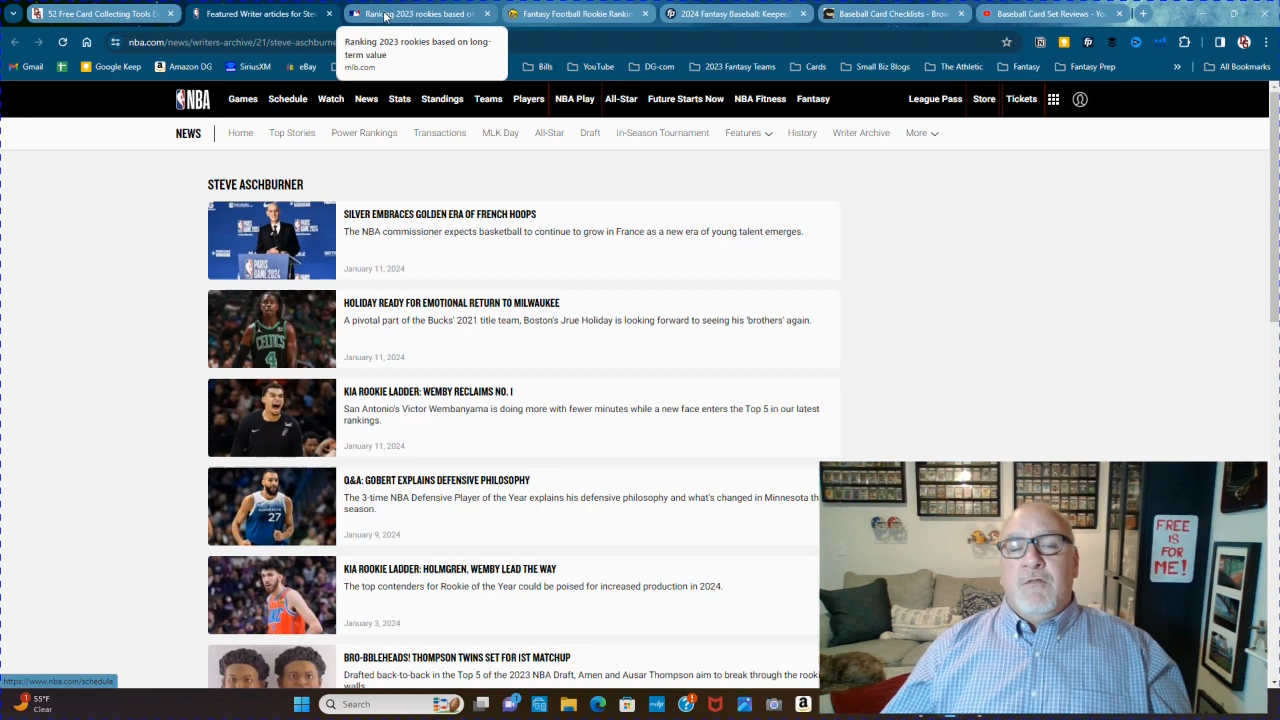 52 Free Card Collecting Tools E
Featured Writer articles for Ste
Ranking 2023 rookies based on
Fantasy Football Rookie Rankin
2024 Fantasy Baseball: Keeper/
Baseball Card Checklists - Brow
Baseball Card Set Reviews - Yo
nba.com/news/writers-archive/21/steve-aschburne
Ranking 2023 rookies based on long-
term value
mlb.com
Gmail
Google Keep
Amazon DG
SiriusXM
eBay
Bills
YouTube
DG-com
2023 Fantasy Teams
Cards
Small Biz Blogs
The Athletic
Fantasy
Fantasy Prep
All Bookmarks
NBA Games Schedule Watch News Stats Standings Teams Players NBA Play All-Star Future Starts Now NBA Fitness Fantasy League Pass Store Tickets
NEWS Home Top Stories Power Rankings Transactions MLK Day All-Star Draft In-Season Tournament Features History Writer Archive More
STEVE ASCHBURNER
SILVER EMBRACES GOLDEN ERA OF FRENCH HOOPS
The NBA commissioner expects basketball to continue to grow in France as a new era of young talent emerges.
January 11, 2024
HOLIDAY READY FOR EMOTIONAL RETURN TO MILWAUKEE
A pivotal part of the Bucks' 2021 title team, Boston's Jrue Holiday is looking forward to seeing his 'brothers' again.
January 11, 2024
KIA ROOKIE LADDER: WEMBY RECLAIMS NO. 1
San Antonio's Victor Wembanyama is doing more with fewer minutes while a new face enters the Top 5 in our latest
rankings.
January 11, 2024
Q&A: GOBERT EXPLAINS DEFENSIVE PHILOSOPHY
The 3-time NBA Defensive Player of the Year explains his defensive philosophy and what's changed in Minnesota th
season.
January 9, 2024
KIA ROOKIE LADDER: HOLMGREN, WEMBY LEAD THE WAY
The top contenders for Rookie of the Year could be poised for increased production in 2024.
January 3, 2024
BRO-BBLEHEADS! THOMPSON TWINS SET FOR 1ST MATCHUP
Drafted back-to-back in the Top 5 of the 2023 NBA Draft, Amen and Ausar Thompson aim to break through the rook
walls.
CELTICS
4
MINNESOTA
27
FREE
IS
FOR
ME!
https://www.nba.com/schedule
55°F
Clear
Search